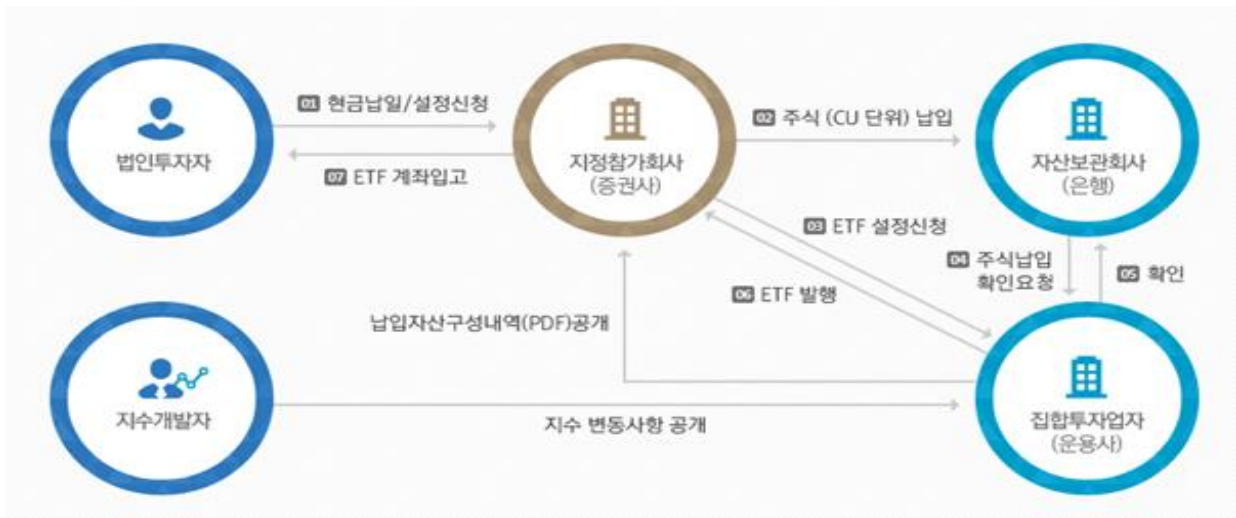 01 현금납일/설정신청
02 주식 (CU 단위) 납입
법인투자자
지정참가회사
(증권사)
자산보관회사
(은행)
07 ETF 계좌입고
03 ETF 설정신청
04 주식납입
확인요청
05 확인
06 ETF 발행
납입자산구성내역(PDF)공개
지수개발자
지수 변동사항 공개
집합투자업자
(운용사)